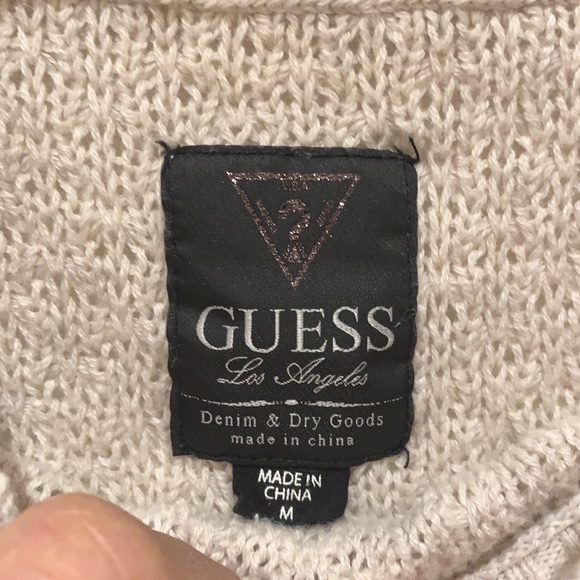 USA
?
GUESS
Los Angeles
Denim & Dry Goods
made in china
MADE IN
CHINA
M